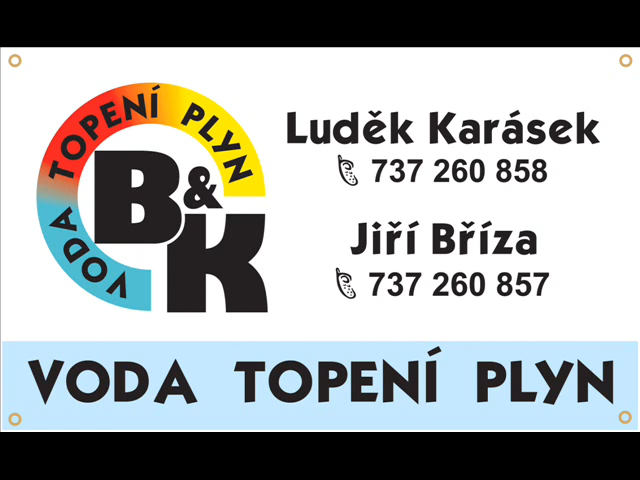 VODA TOPENÍ PLYN
B&K
Luděk Karásek
737 260 858
Jiří Bříza
737 260 857
VODA TOPENÍ PLYN